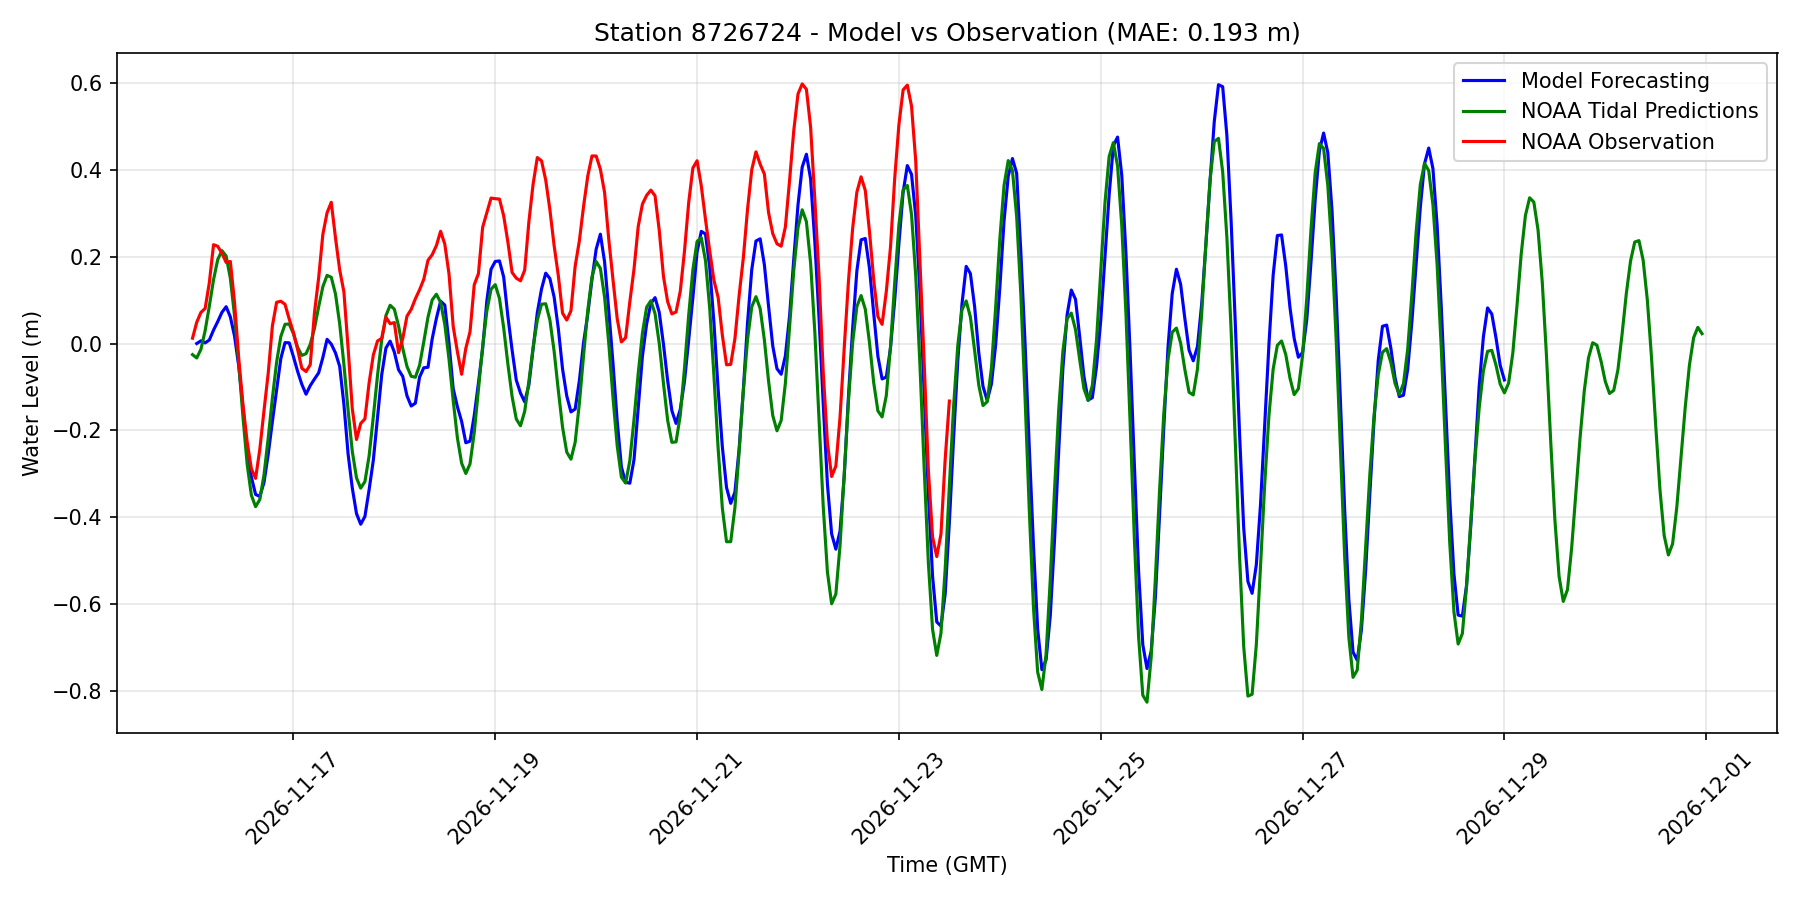 Station 8726724 - Model vs Observation (MAE: 0.193 m)
Model Forecasting
NOAA Tidal Predictions
NOAA Observation
Water Level (m)
0.6
0.4
0.2
0.0
−0.2
−0.4
−0.6
−0.8
2026-11-17
2026-11-19
2026-11-21
2026-11-23
2026-11-25
2026-11-27
2026-11-29
2026-12-01
Time (GMT)